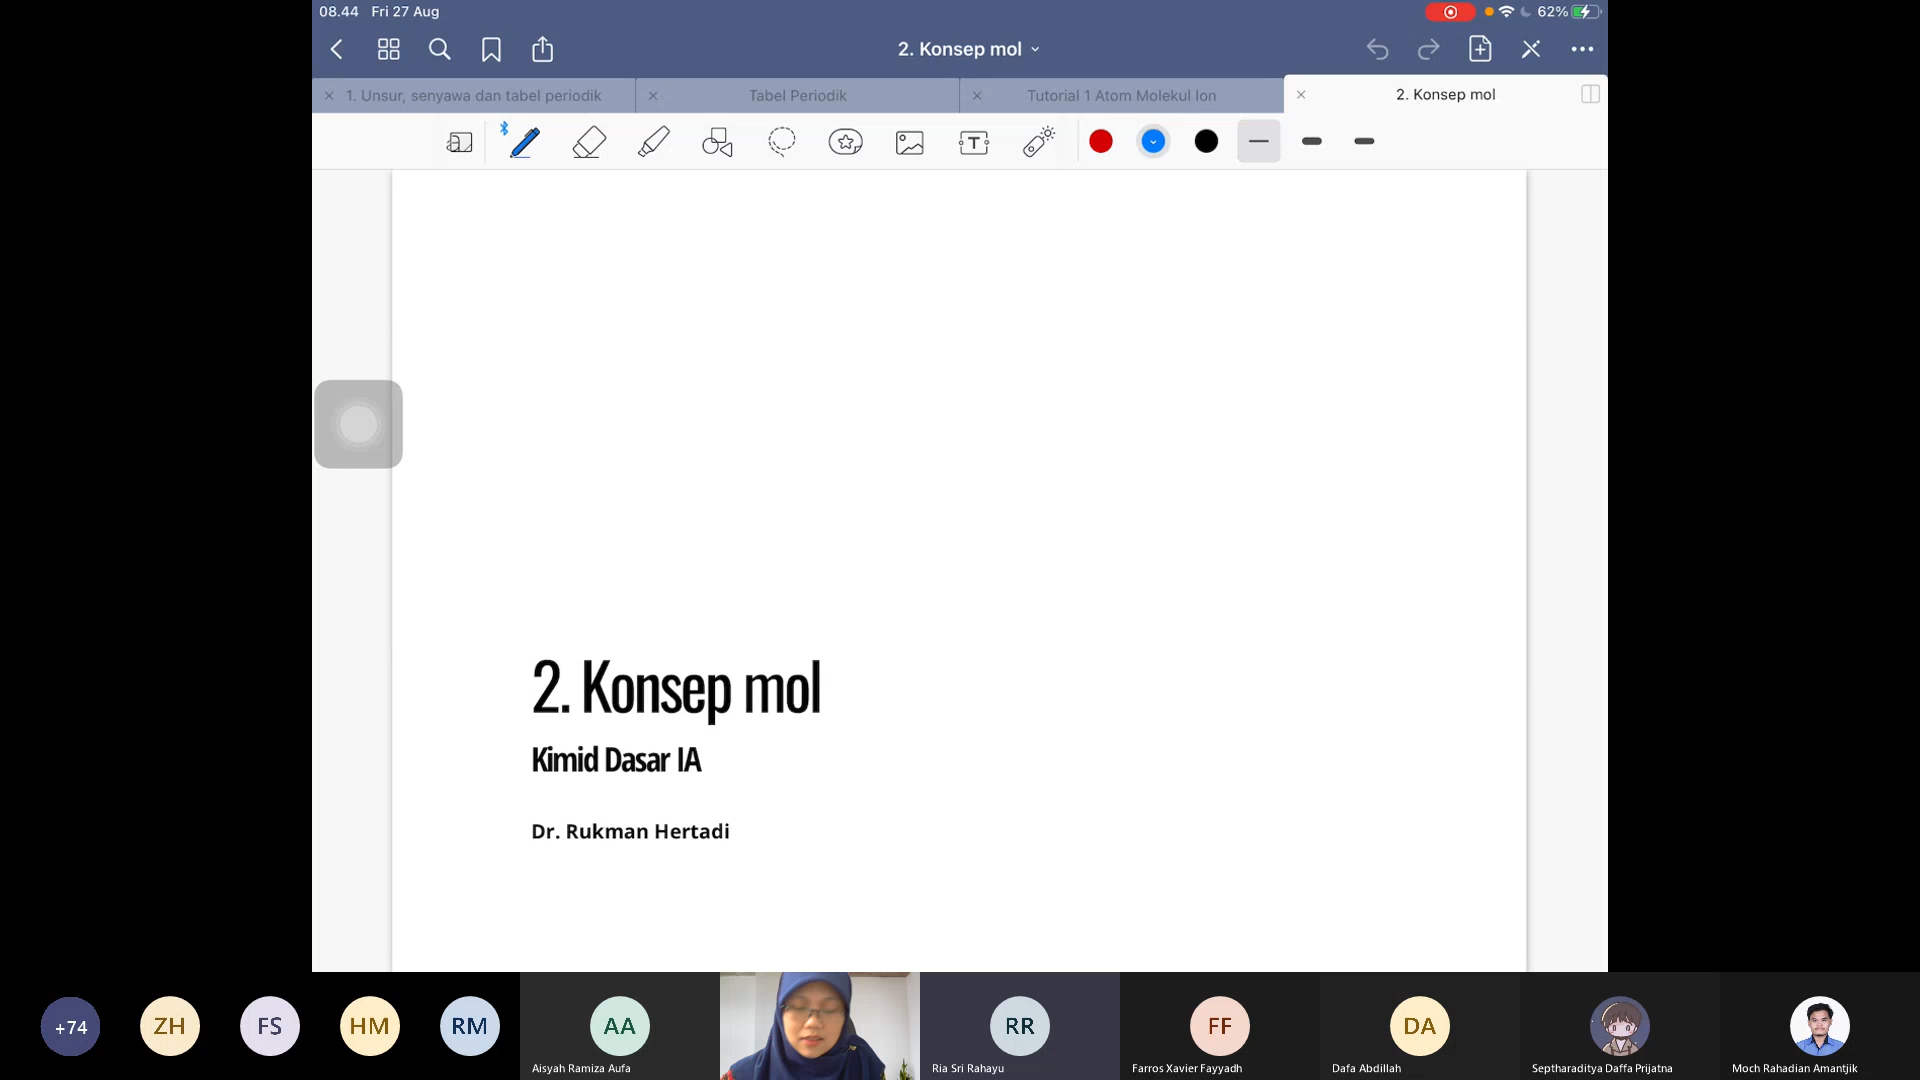 08.44 Fri 27 Aug
62%
2. Konsep mol
1. Unsur, senyawa dan tabel periodik
Tabel Periodik
Tutorial 1 Atom Molekul Ion
2. Konsep mol
a
T
2. Konsep mol
Kimid Dasar IA
Dr. Rukman Hertadi
+74
ZH
FS
HM
RM
AA
RR
FF
DA
Aisyah Ramiza Aufa
Ria Sri Rahayu
Farros Xavier Fayyadh
Dafa Abdillah
Septharaditya Daffa Prijatna
Moch Rahadian Amantjik